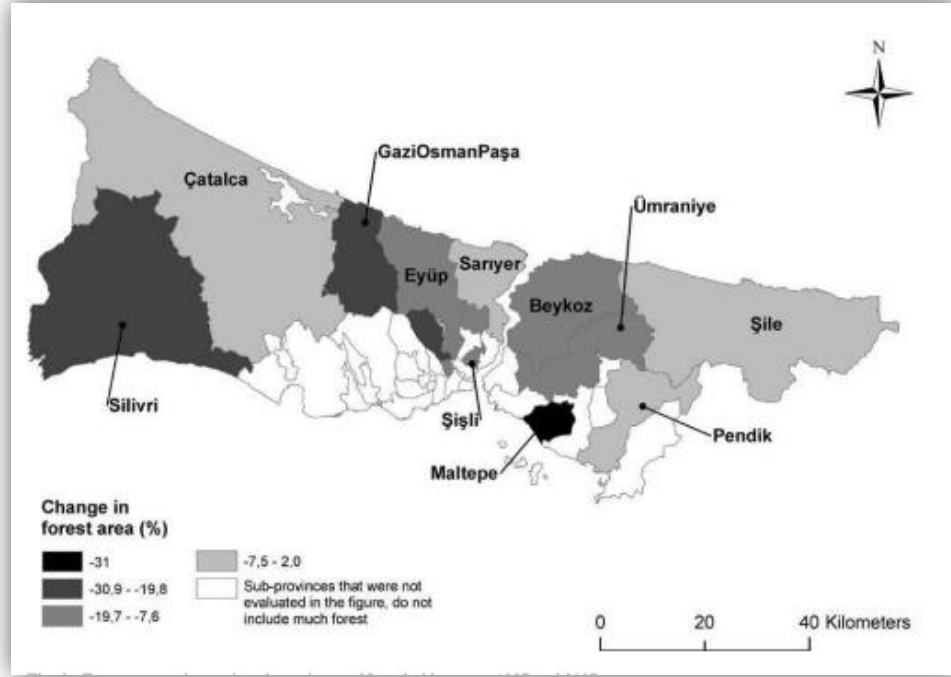 N
GaziOsmanPaşa
Çatalca
Ümraniye
Sarıyer
Eyüp
Beykoz
Şile
Silivri
Şişli
Pendik
Maltepe
Change in
forest area (%)
-31
-30,9 - -19,8
-19,7 - -7,6
-7,5 - 2,0
Sub-provinces that were not
evaluated in the figure, do not
include much forest
0 20 40 Kilometers